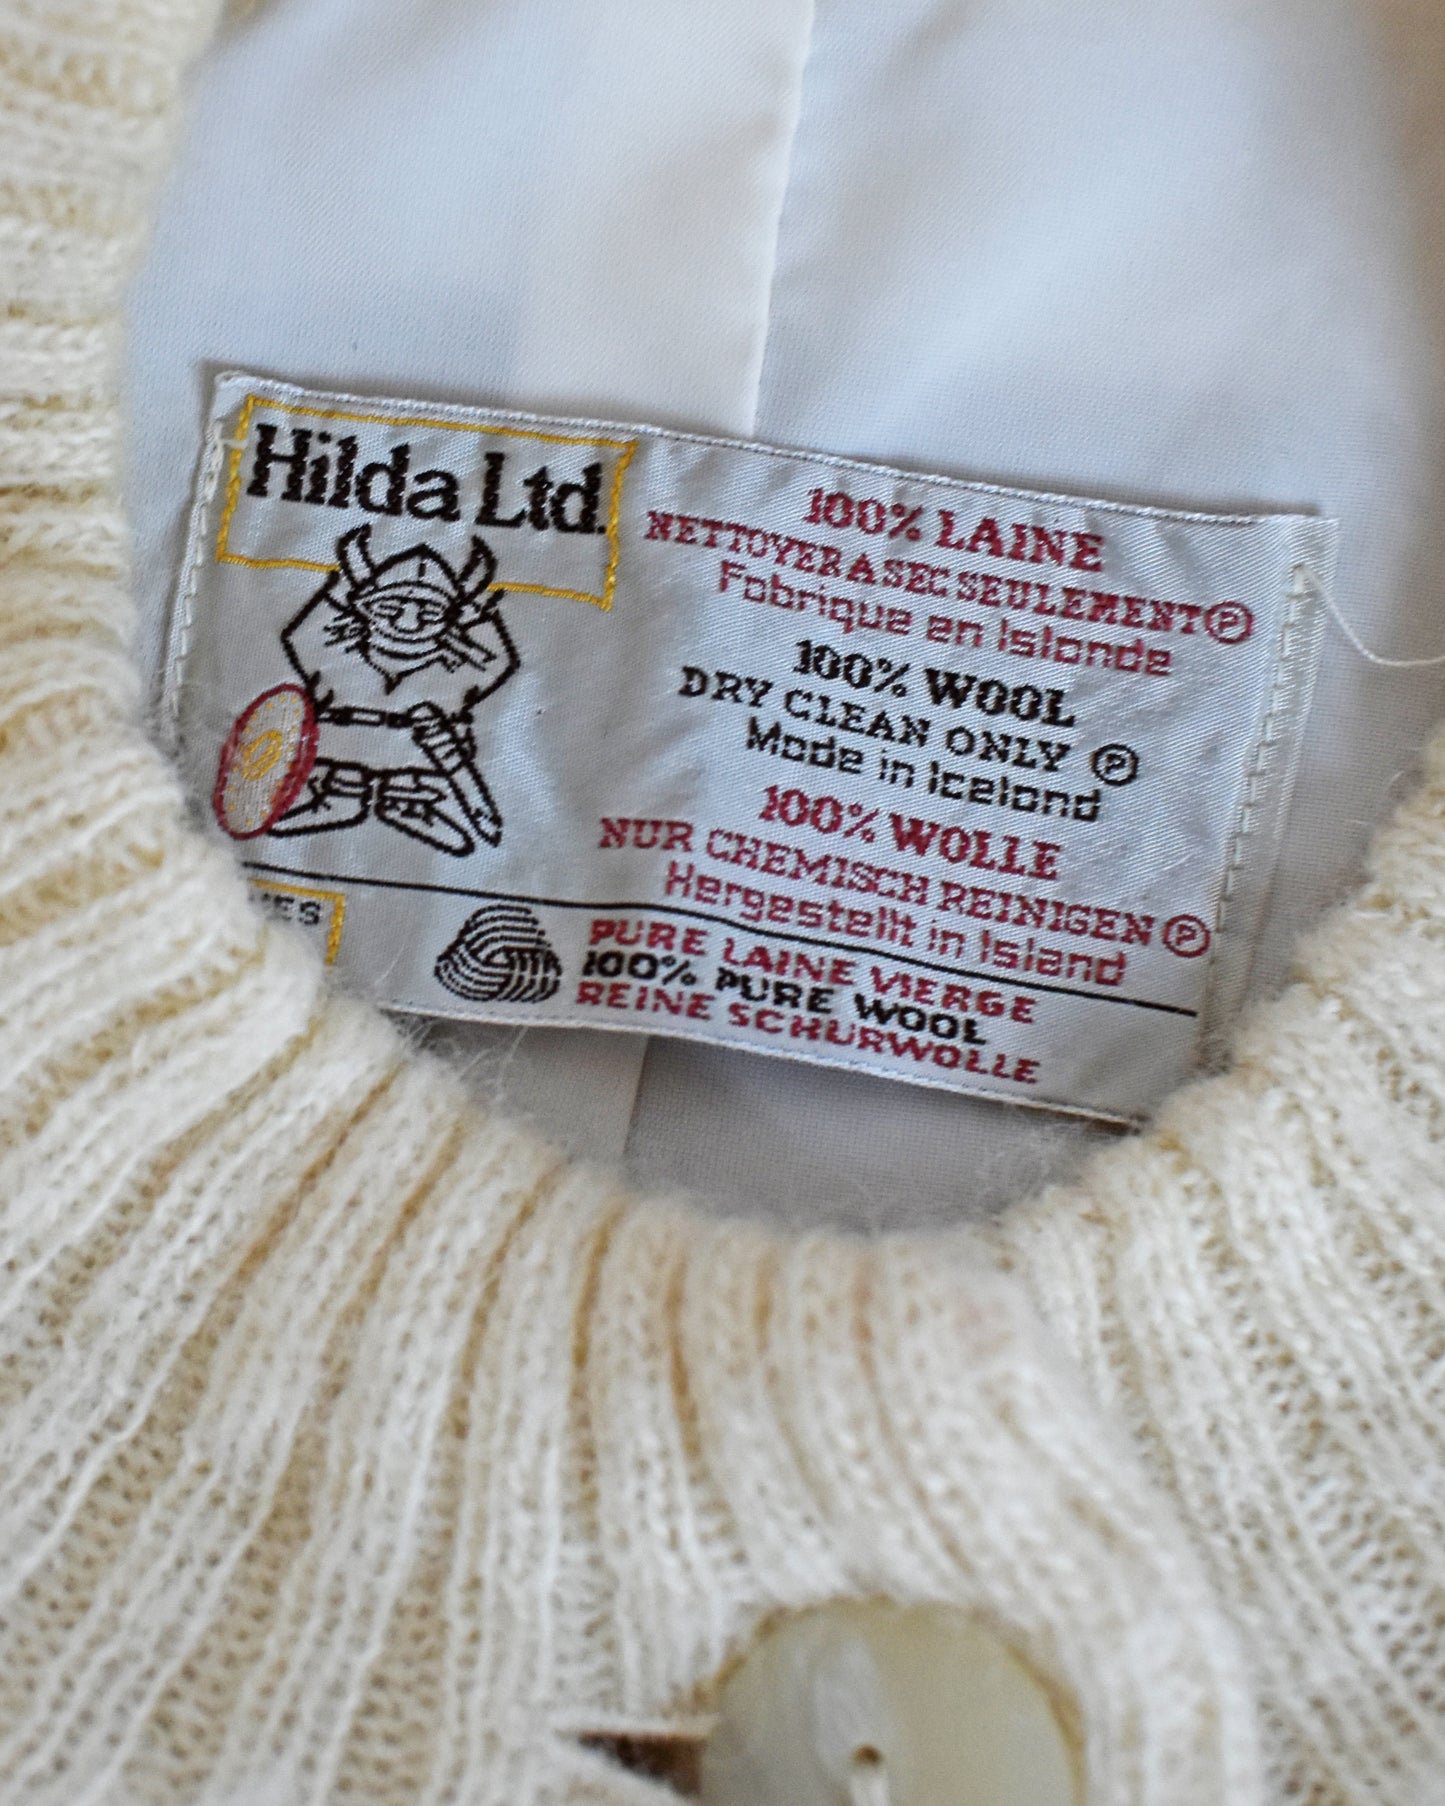 Hilda Ltd.
100% LAINE
NETTOYER A SEC SEULEMENT Ⓟ
Fabrique en Islande
100% WOOL
DRY CLEAN ONLY Ⓟ
Made in Iceland
100% WOLLE
NUR CHEMISCH REINIGEN Ⓟ
Hergestellt in Island
PURE LAINE VIERGE
100% PURE WOOL
REINE SCHURWOLLE